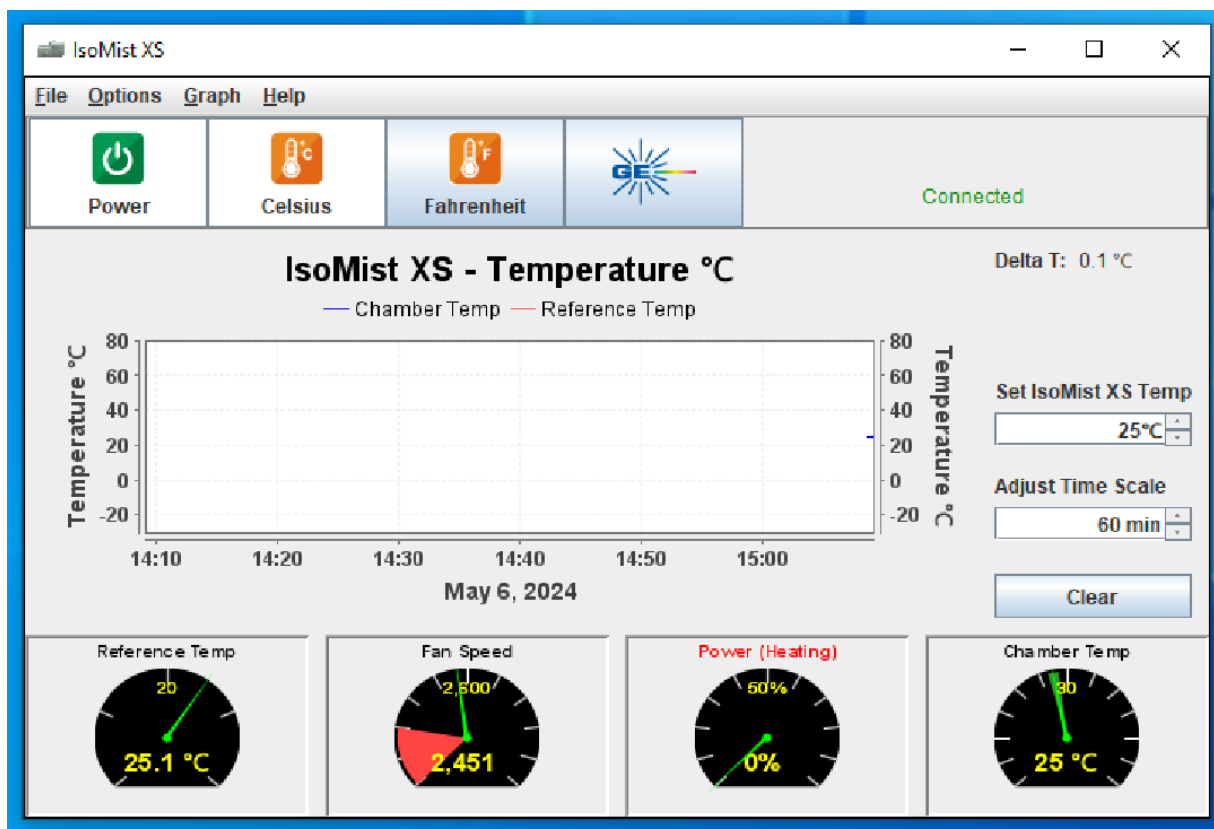 IsoMist XS
File Options Graph Help
Power
°C
Celsius
°F
Fahrenheit
GE
Connected
IsoMist XS - Temperature °C
Delta T: 0.1 °C
Chamber Temp
Reference Temp
Temperature °C
80
60
40
20
0
-20
80
60
40
20
0
-20
Temperature °C
14:10 14:20 14:30 14:40 14:50 15:00
May 6, 2024
Set IsoMist XS Temp
25°C
Adjust Time Scale
60 min
Clear
Reference Temp
20
25.1 °C
Fan Speed
2,600
2,451
Power (Heating)
50%
0%
Chamber Temp
30
25 °C